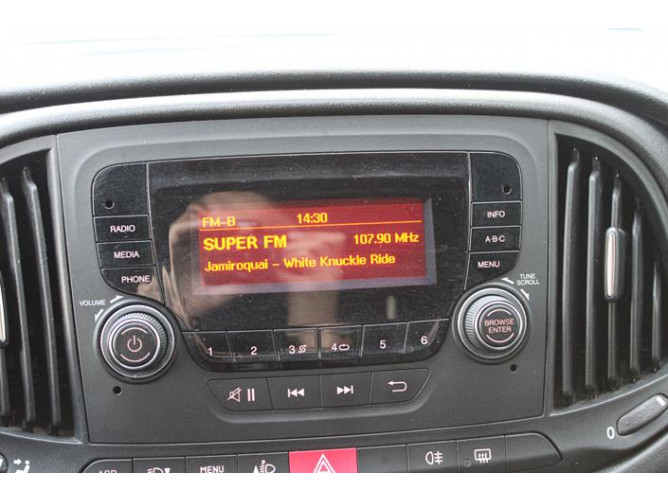 FM-B 14:30
SUPER FM 107.90 MHz
Jamiroquai - White Knuckle Ride
RADIO
MEDIA
PHONE
INFO
A·B·C
MENU
VOLUME
TUNE
SCROLL
BROWSE
ENTER
1 2 3 4 5 6
0
MENU